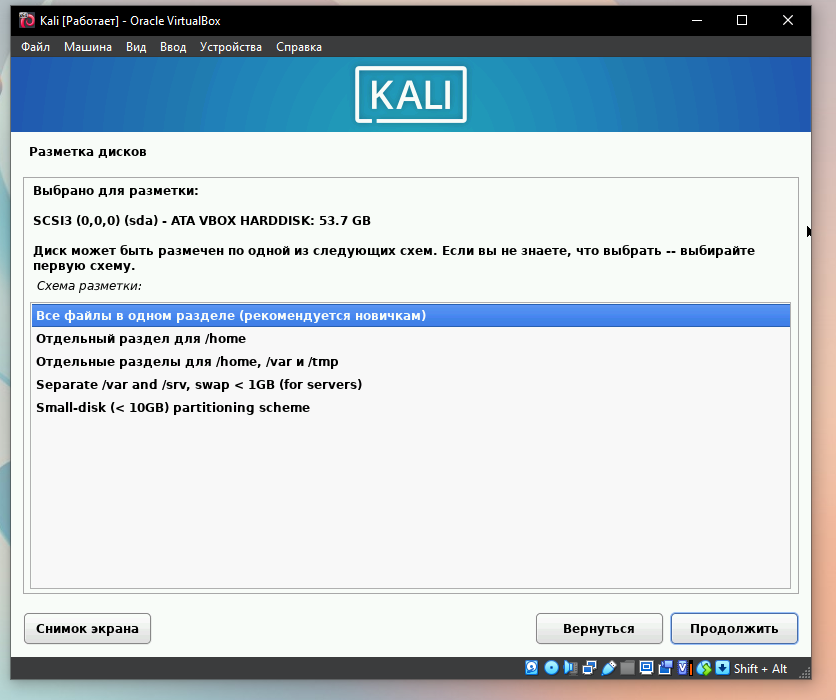 Kali [Работает] - Oracle VirtualBox
Файл Машина Вид Ввод Устройства Справка
KALI
Разметка дисков
Выбрано для разметки:
SCSI3 (0,0,0) (sda) - ATA VBOX HARDDISK: 53.7 GB
Диск может быть размечен по одной из следующих схем. Если вы не знаете, что выбрать -- выбирайте
первую схему.
Схема разметки:
Все файлы в одном разделе (рекомендуется новичкам)
Отдельный раздел для /home
Отдельные разделы для /home, /var и /tmp
Separate /var and /srv, swap < 1GB (for servers)
Small-disk (< 10GB) partitioning scheme
Снимок экрана Вернуться Продолжить
Shift + Alt